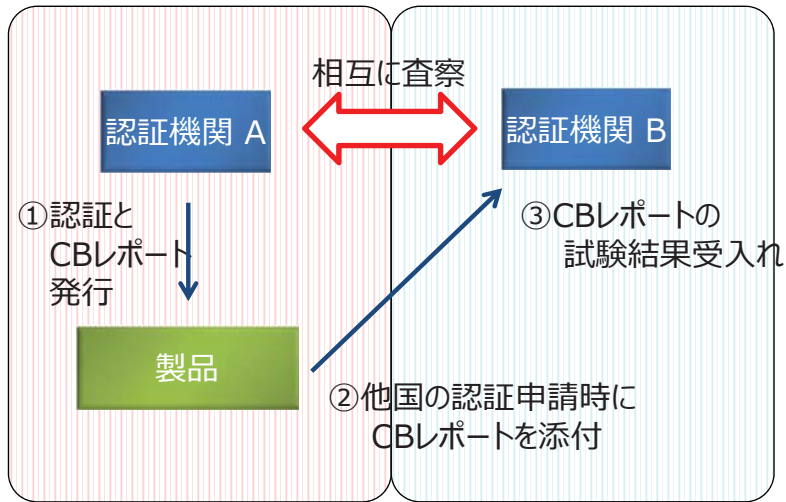 相互に査察
認証機関 A
認証機関 B
①認証と
CBレポート
発行
③CBレポートの
試験結果受入れ
製品
②他国の認証申請時に
CBレポートを添付